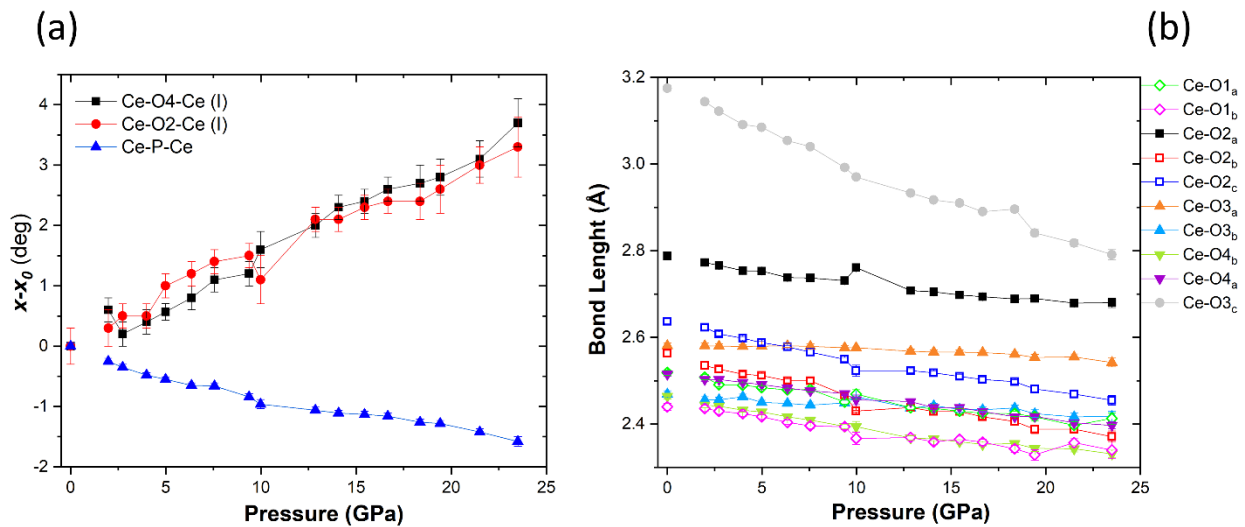 (a)
(b)
4
3
2
1
0
-1
-2
x-x0 (deg)
Ce-O4-Ce (I)
Ce-O2-Ce (I)
Ce-P-Ce
0
5
10
15
20
25
Pressure (GPa)
3.2
3.0
2.8
2.6
2.4
Bond Lenght (Å)
0
5
10
15
20
25
Pressure (GPa)
Ce-O1a
Ce-O1b
Ce-O2a
Ce-O2b
Ce-O2c
Ce-O3a
Ce-O3b
Ce-O4b
Ce-O4a
Ce-O3c